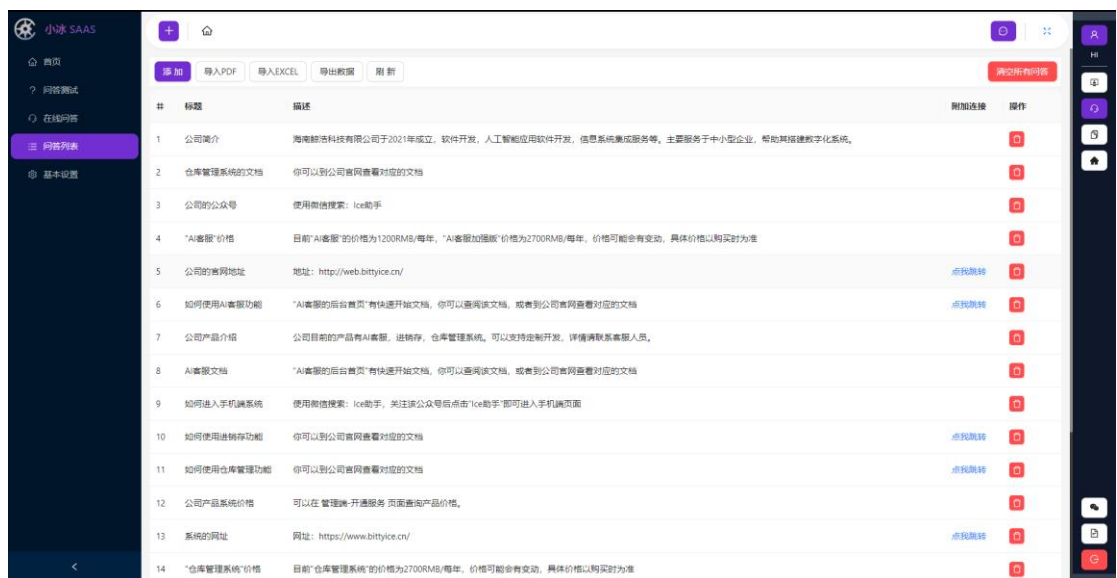 小冰 SAAS
首页
问答测试
在线问答
问答列表
基本设置
添 加 导入PDF 导入EXCEL 导出数据 刷 新 清空所有问答
# 标题 描述 附加连接 操作
1 公司简介 海南鲸浩科技有限公司于2021年成立，软件开发，人工智能应用软件开发，信息系统集成服务等。主要服务于中小型企业，帮助其搭建数字化系统。
2 仓库管理系统的文档 你可以到公司官网查看对应的文档
3 公司的公众号 使用微信搜索：Ice助手
4 "AI客服"价格 目前"AI客服"的价格为1200RMB/每年，"AI客服加强版"价格为2700RMB/每年，价格可能会有变动，具体价格以购买时为准
5 公司的官网地址 地址：http://web.bittyice.cn/ 点我跳转
6 如何使用AI客服功能 "AI客服的后台首页"有快速开始文档，你可以查阅该文档，或者到公司官网查看对应的文档 点我跳转
7 公司产品介绍 公司目前的产品有AI客服，进销存，仓库管理系统。可以支持定制开发，详情请联系客服人员。
8 AI客服文档 "AI客服的后台首页"有快速开始文档，你可以查阅该文档，或者到公司官网查看对应的文档
9 如何进入手机端系统 使用微信搜索：Ice助手，关注该公众号后点击"Ice助手"即可进入手机端页面
10 如何使用进销存功能 你可以到公司官网查看对应的文档 点我跳转
11 如何使用仓库管理功能 你可以到公司官网查看对应的文档 点我跳转
12 公司产品系统价格 可以在 管理端-开通服务 页面查询产品价格。
13 系统的网址 网址：https://www.bittyice.cn/ 点我跳转
14 "仓库管理系统"价格 目前"仓库管理系统"的价格为2700RMB/每年，价格可能会有变动，具体价格以购买时为准
HI